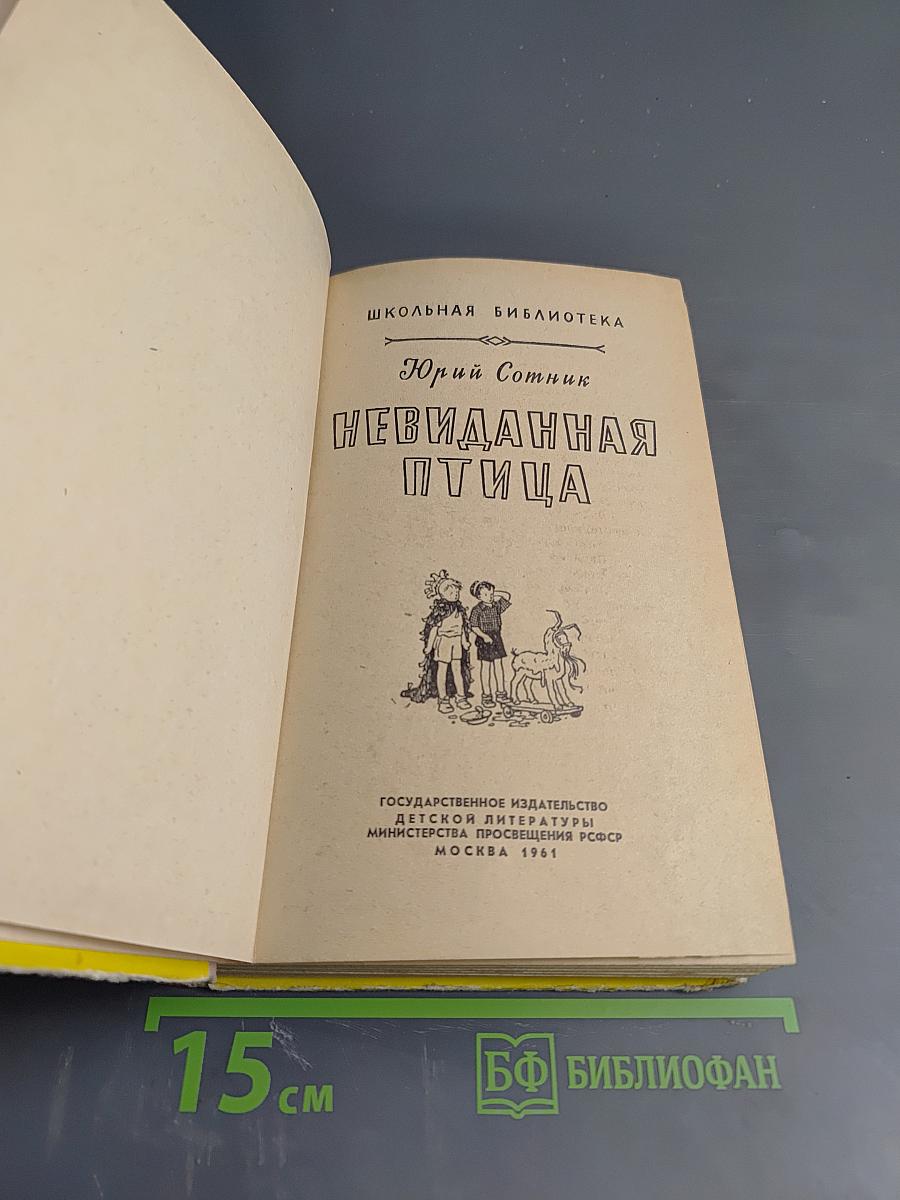 ШКОЛЬНАЯ БИБЛИОТЕКА
Юрий Сотник
НЕВИДАННАЯ
ПТИЦА
ГОСУДАРСТВЕННОЕ ИЗДАТЕЛЬСТВО
ДЕТСКОЙ ЛИТЕРАТУРЫ
МИНИСТЕРСТВА ПРОСВЕЩЕНИЯ РСФСР
МОСКВА 1961
15 см
БФ БИБЛИОФАН